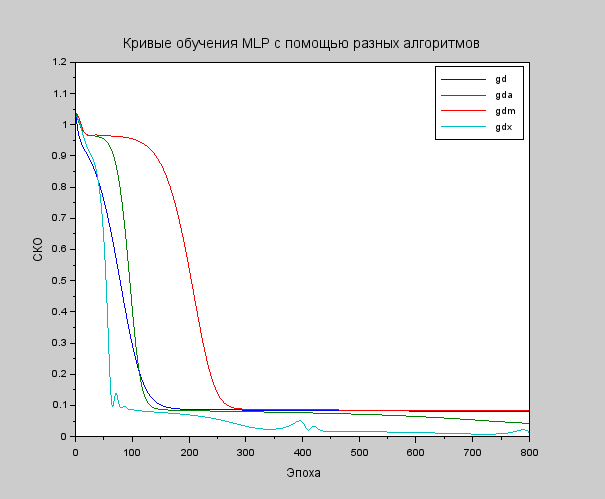 Кривые обучения MLP с помощью разных алгоритмов
1.2
1.1
1
0.9
0.8
0.7
0.6
0.5
0.4
0.3
0.2
0.1
0
СКО
gd
gda
gdm
gdx
0 100 200 300 400 500 600 700 800
Эпоха